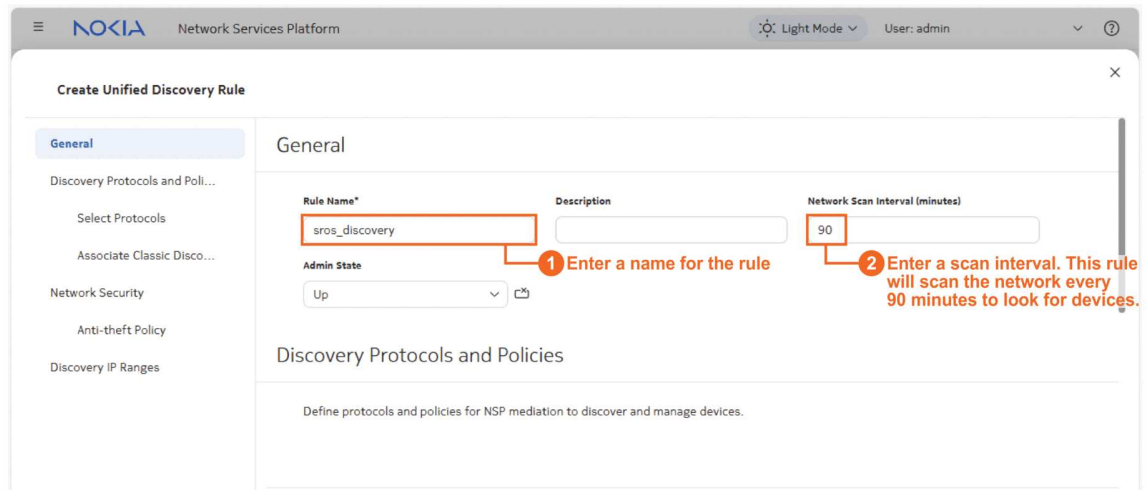 NOKIA Network Services Platform Light Mode User: admin
Create Unified Discovery Rule
General
Discovery Protocols and Poli...
Select Protocols
Associate Classic Disco...
Network Security
Anti-theft Policy
Discovery IP Ranges
General
Rule Name* Description Network Scan Interval (minutes)
sros_discovery 90
1 Enter a name for the rule
2 Enter a scan interval. This rule
will scan the network every
90 minutes to look for devices.
Admin State
Up
Discovery Protocols and Policies
Define protocols and policies for NSP mediation to discover and manage devices.